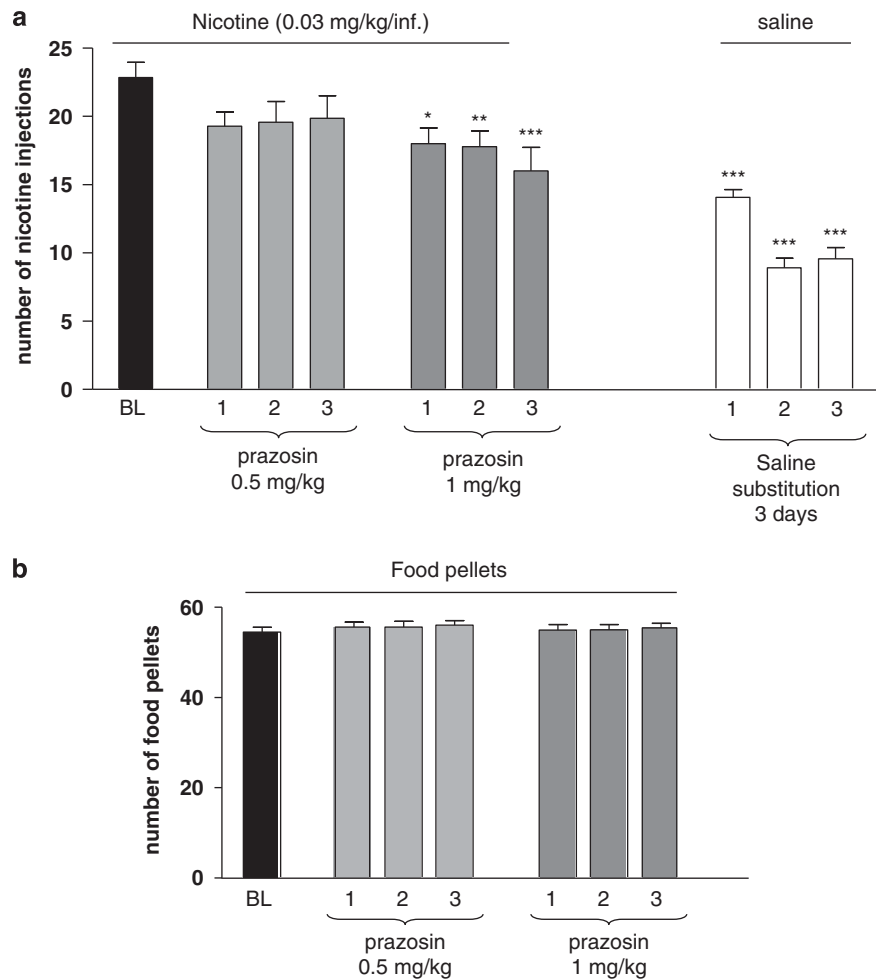 a
Nicotine (0.03 mg/kg/inf.) saline
number of nicotine injections
25
20
15
10
5
0
* ** ***
*** *** ***
BL 1 2 3 1 2 3 1 2 3
prazosin
0.5 mg/kg
prazosin
1 mg/kg
Saline
substitution
3 days
b
Food pellets
number of food pellets
60
40
20
0
BL 1 2 3 1 2 3
prazosin
0.5 mg/kg
prazosin
1 mg/kg